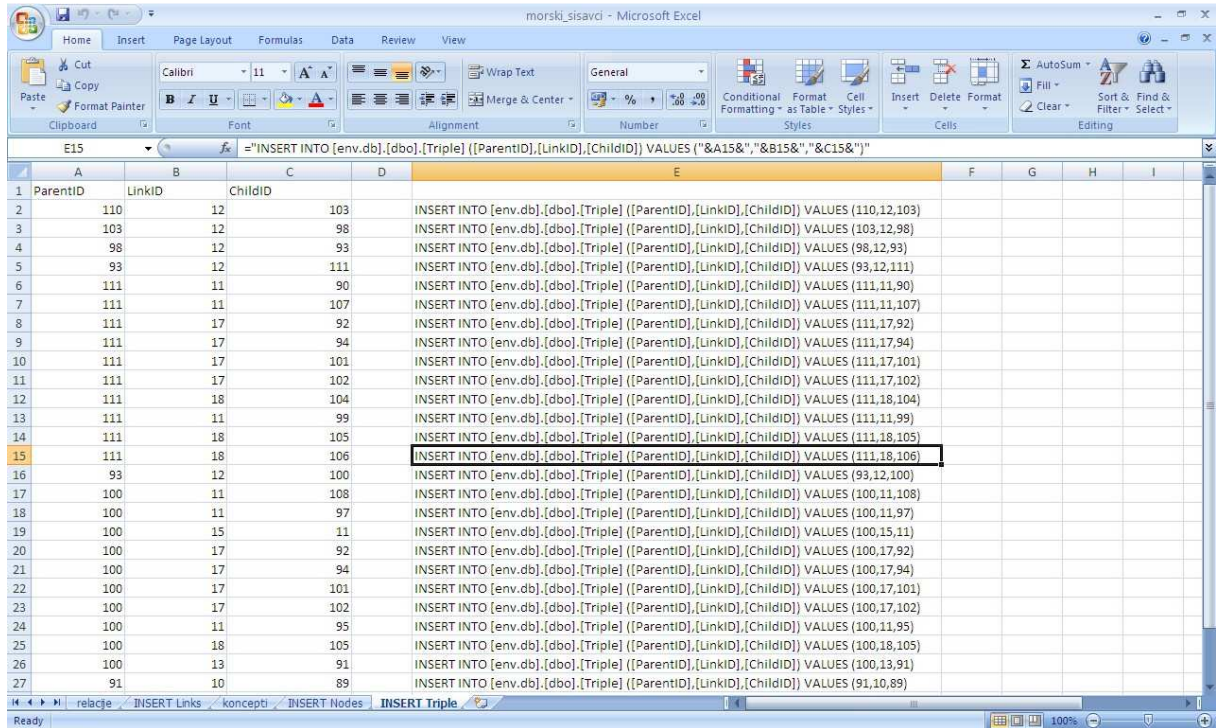 morski_sisavci - Microsoft Excel
Home Insert Page Layout Formulas Data Review View
Cut
Copy
Format Painter
Paste
Clipboard
Calibri 11
B I U
Font
Wrap Text
Merge & Center
Alignment
General
Number
Conditional Formatting
Format as Table
Cell Styles
Styles
Insert Delete Format
Cells
Σ AutoSum
Fill
Clear
Sort & Filter
Find & Select
Editing
E15 fx ="INSERT INTO [env.db].[dbo].[Triple] ([ParentID],[LinkID],[ChildID]) VALUES ("&A15&","&B15&","&C15&")"
A B C D E F G H I
1 ParentID LinkID ChildID
2 110 12 103 INSERT INTO [env.db].[dbo].[Triple] ([ParentID],[LinkID],[ChildID]) VALUES (110,12,103)
3 103 12 98 INSERT INTO [env.db].[dbo].[Triple] ([ParentID],[LinkID],[ChildID]) VALUES (103,12,98)
4 98 12 93 INSERT INTO [env.db].[dbo].[Triple] ([ParentID],[LinkID],[ChildID]) VALUES (98,12,93)
5 93 12 111 INSERT INTO [env.db].[dbo].[Triple] ([ParentID],[LinkID],[ChildID]) VALUES (93,12,111)
6 111 11 90 INSERT INTO [env.db].[dbo].[Triple] ([ParentID],[LinkID],[ChildID]) VALUES (111,11,90)
7 111 11 107 INSERT INTO [env.db].[dbo].[Triple] ([ParentID],[LinkID],[ChildID]) VALUES (111,11,107)
8 111 17 92 INSERT INTO [env.db].[dbo].[Triple] ([ParentID],[LinkID],[ChildID]) VALUES (111,17,92)
9 111 17 94 INSERT INTO [env.db].[dbo].[Triple] ([ParentID],[LinkID],[ChildID]) VALUES (111,17,94)
10 111 17 101 INSERT INTO [env.db].[dbo].[Triple] ([ParentID],[LinkID],[ChildID]) VALUES (111,17,101)
11 111 17 102 INSERT INTO [env.db].[dbo].[Triple] ([ParentID],[LinkID],[ChildID]) VALUES (111,17,102)
12 111 18 104 INSERT INTO [env.db].[dbo].[Triple] ([ParentID],[LinkID],[ChildID]) VALUES (111,18,104)
13 111 11 99 INSERT INTO [env.db].[dbo].[Triple] ([ParentID],[LinkID],[ChildID]) VALUES (111,11,99)
14 111 18 105 INSERT INTO [env.db].[dbo].[Triple] ([ParentID],[LinkID],[ChildID]) VALUES (111,18,105)
15 111 18 106 INSERT INTO [env.db].[dbo].[Triple] ([ParentID],[LinkID],[ChildID]) VALUES (111,18,106)
16 93 12 100 INSERT INTO [env.db].[dbo].[Triple] ([ParentID],[LinkID],[ChildID]) VALUES (93,12,100)
17 100 11 108 INSERT INTO [env.db].[dbo].[Triple] ([ParentID],[LinkID],[ChildID]) VALUES (100,11,108)
18 100 11 97 INSERT INTO [env.db].[dbo].[Triple] ([ParentID],[LinkID],[ChildID]) VALUES (100,11,97)
19 100 15 11 INSERT INTO [env.db].[dbo].[Triple] ([ParentID],[LinkID],[ChildID]) VALUES (100,15,11)
20 100 17 92 INSERT INTO [env.db].[dbo].[Triple] ([ParentID],[LinkID],[ChildID]) VALUES (100,17,92)
21 100 17 94 INSERT INTO [env.db].[dbo].[Triple] ([ParentID],[LinkID],[ChildID]) VALUES (100,17,94)
22 100 17 101 INSERT INTO [env.db].[dbo].[Triple] ([ParentID],[LinkID],[ChildID]) VALUES (100,17,101)
23 100 17 102 INSERT INTO [env.db].[dbo].[Triple] ([ParentID],[LinkID],[ChildID]) VALUES (100,17,102)
24 100 11 95 INSERT INTO [env.db].[dbo].[Triple] ([ParentID],[LinkID],[ChildID]) VALUES (100,11,95)
25 100 18 105 INSERT INTO [env.db].[dbo].[Triple] ([ParentID],[LinkID],[ChildID]) VALUES (100,18,105)
26 100 13 91 INSERT INTO [env.db].[dbo].[Triple] ([ParentID],[LinkID],[ChildID]) VALUES (100,13,91)
27 91 10 89 INSERT INTO [env.db].[dbo].[Triple] ([ParentID],[LinkID],[ChildID]) VALUES (91,10,89)
relacije INSERT Links koncepti INSERT Nodes INSERT Triple
Ready 100%